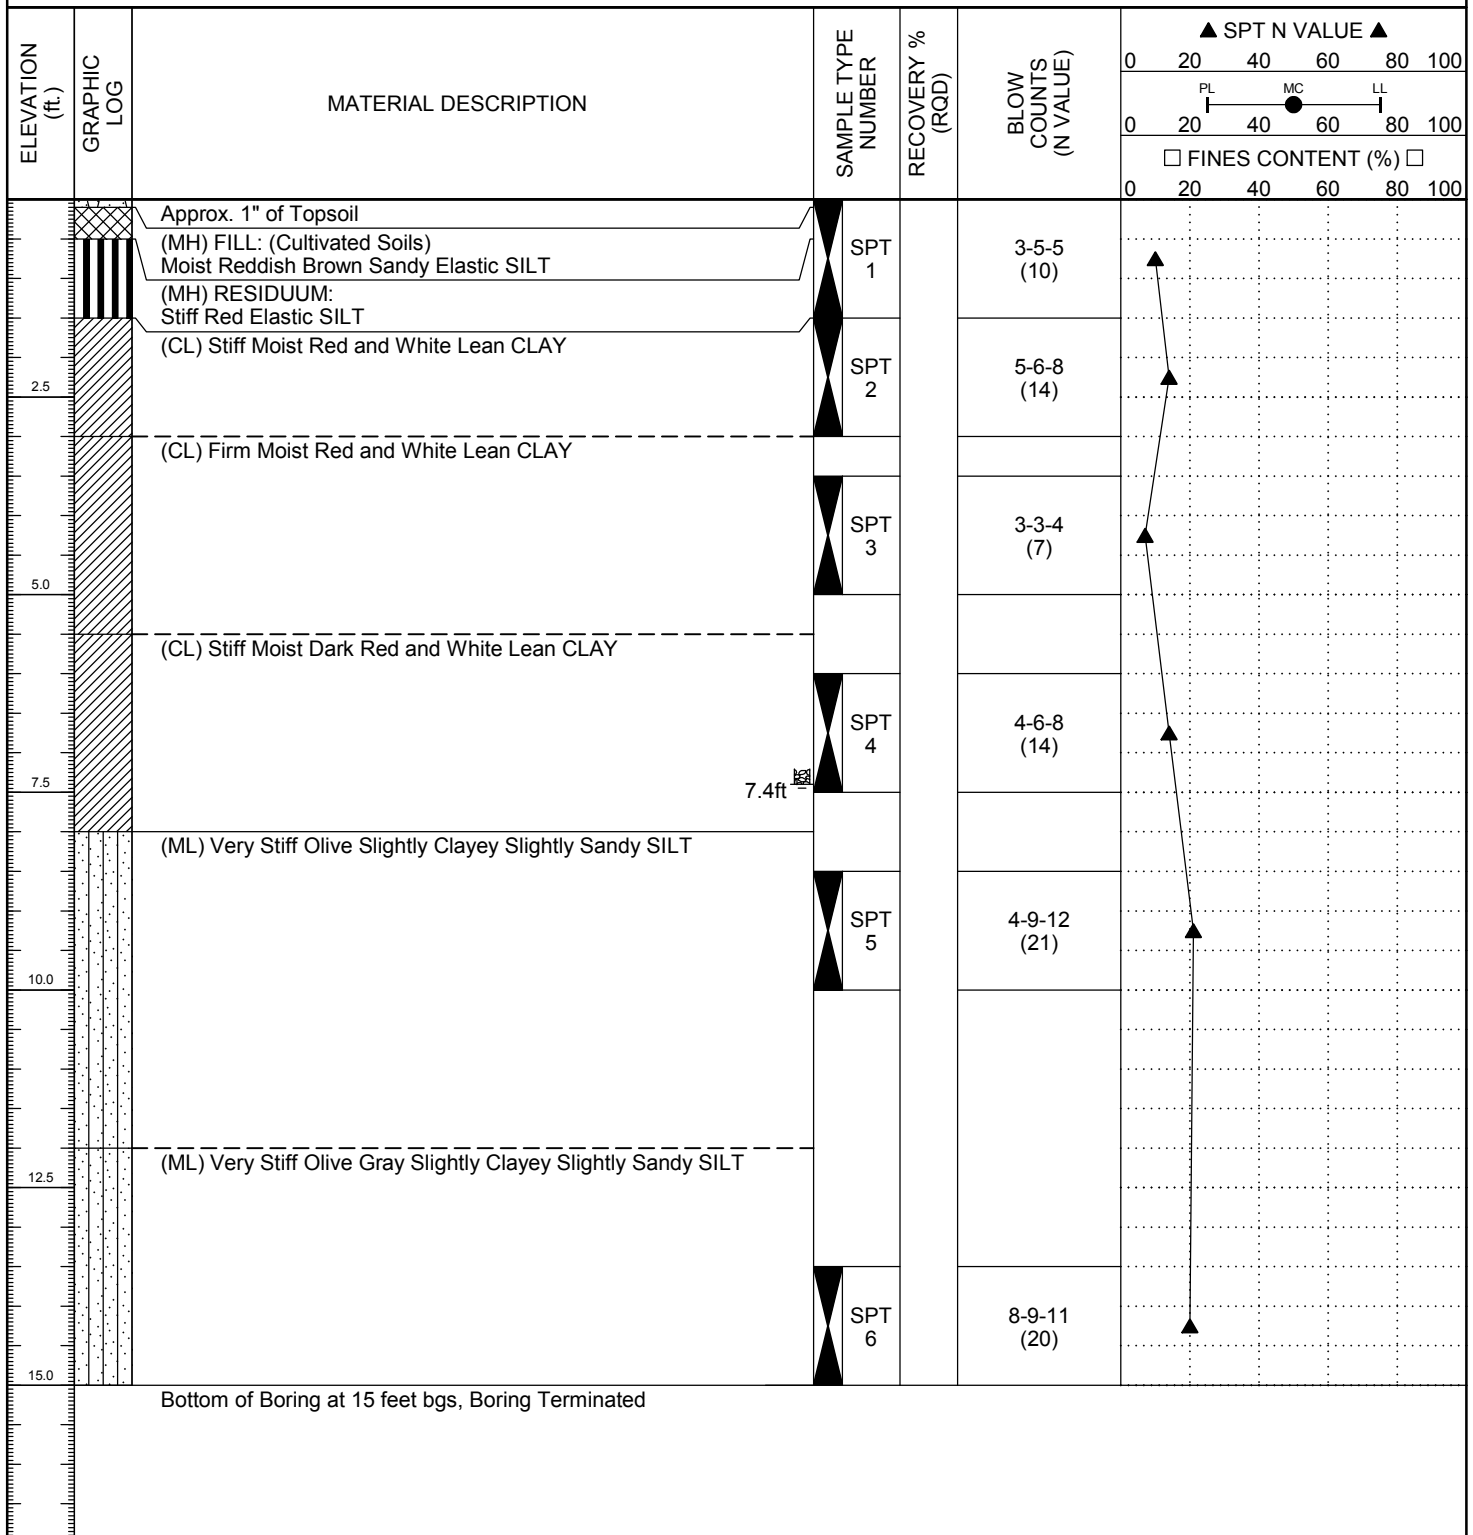 ELEVATION
(ft.)
GRAPHIC
LOG
MATERIAL DESCRIPTION
SAMPLE TYPE
NUMBER
RECOVERY %
(RQD)
BLOW
COUNTS
(N VALUE)
▲ SPT N VALUE ▲
0 20 40 60 80 100
PL MC LL
0 20 40 60 80 100
□ FINES CONTENT (%) □
0 20 40 60 80 100
Approx. 1" of Topsoil
(MH) FILL: (Cultivated Soils)
Moist Reddish Brown Sandy Elastic SILT
SPT
1
3-5-5
(10)
(MH) RESIDUUM:
Stiff Red Elastic SILT
(CL) Stiff Moist Red and White Lean CLAY
SPT
2
5-6-8
(14)
2.5
(CL) Firm Moist Red and White Lean CLAY
SPT
3
3-3-4
(7)
5.0
(CL) Stiff Moist Dark Red and White Lean CLAY
SPT
4
4-6-8
(14)
7.5
7.4ft
(ML) Very Stiff Olive Slightly Clayey Slightly Sandy SILT
SPT
5
4-9-12
(21)
10.0
(ML) Very Stiff Olive Gray Slightly Clayey Slightly Sandy SILT
12.5
SPT
6
8-9-11
(20)
15.0
Bottom of Boring at 15 feet bgs, Boring Terminated